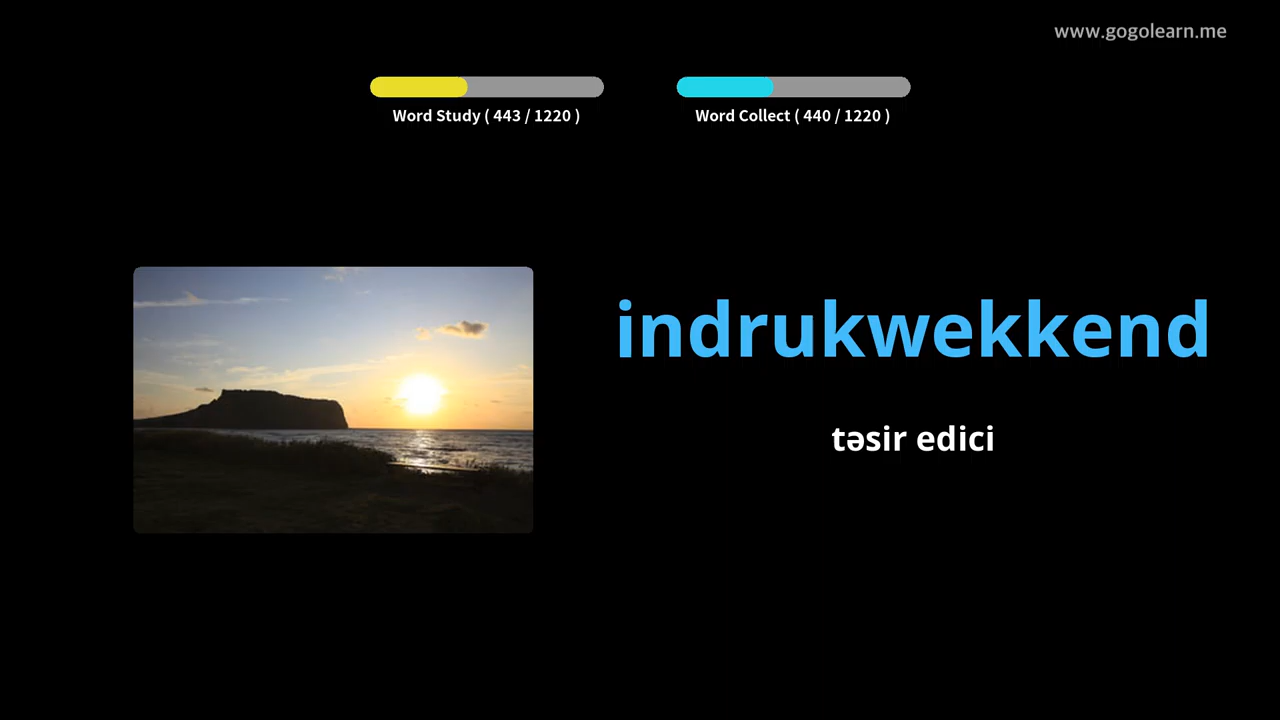 www.gogolearn.me
Word Study ( 443 / 1220 )
Word Collect ( 440 / 1220 )
indrukwekkend
təsir edici